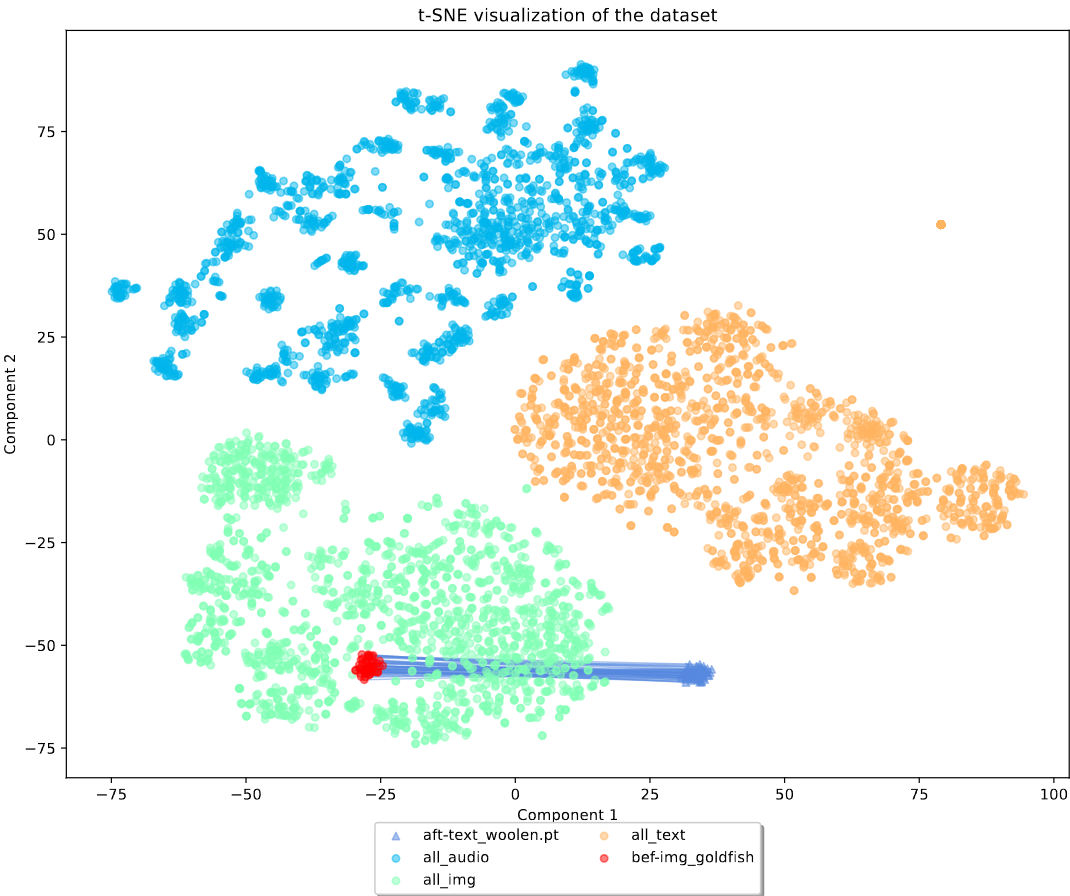 t-SNE visualization of the dataset
Component 2
75
50
25
0
−25
−50
−75
−75
−50
−25
0
25
50
75
100
Component 1
aft-text_woolen.pt
all_audio
all_img
all_text
bef-img_goldfish